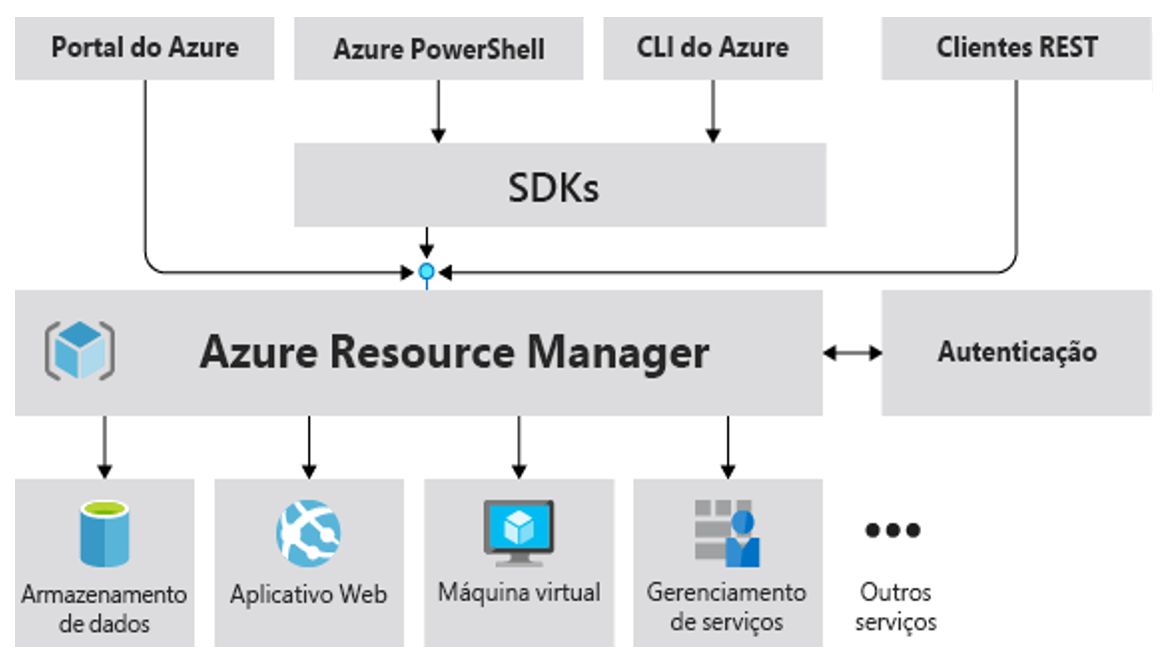 Portal do Azure
Azure PowerShell
CLI do Azure
Clientes REST
SDKs
Azure Resource Manager
Autenticação
Armazenamento
de dados
Aplicativo Web
Máquina virtual
Gerenciamento
de serviços
Outros
serviços